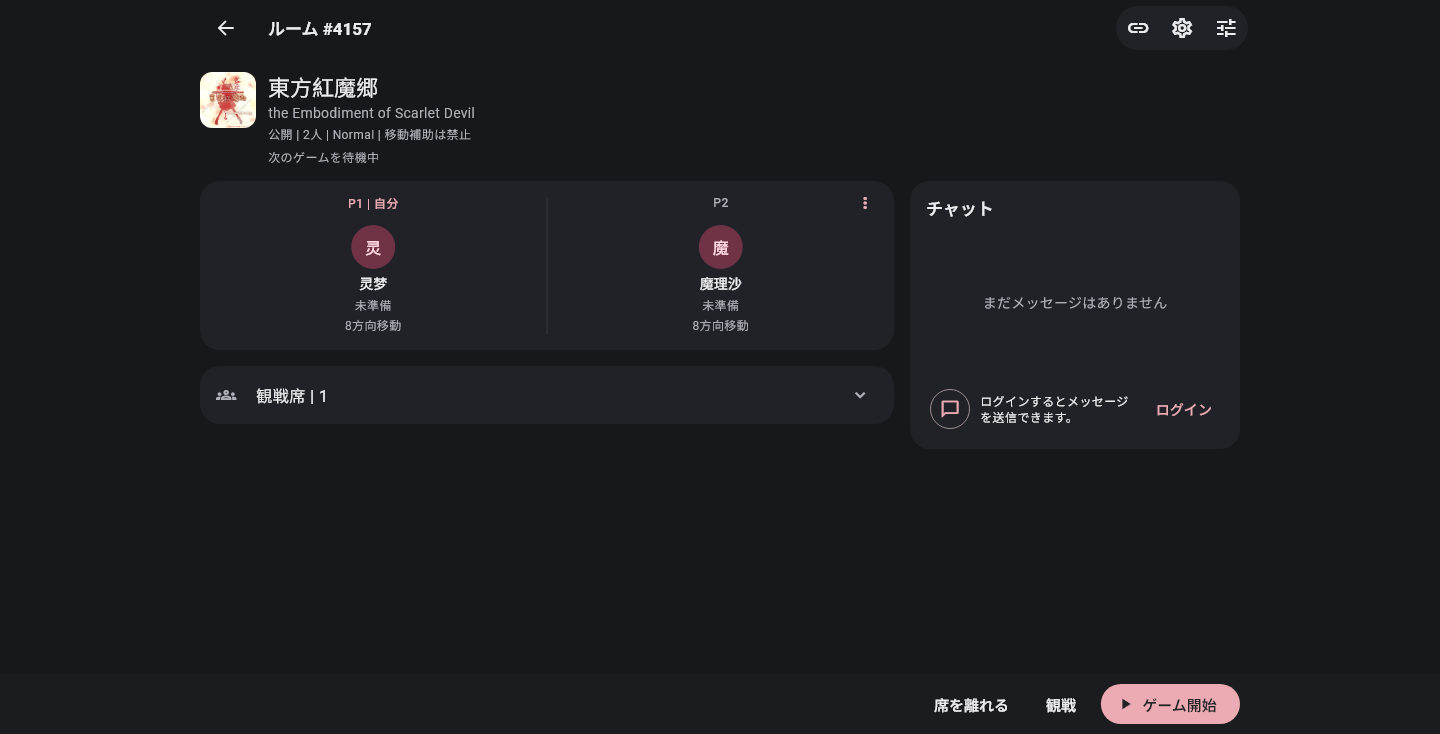 ルーム #4157
東方紅魔郷
the Embodiment of Scarlet Devil
公開 | 2人 | Normal | 移動補助は禁止
次のゲームを待機中
P1 | 自分
灵
灵梦
未準備
8方向移動
P2
魔
魔理沙
未準備
8方向移動
観戦席 | 1
チャット
まだメッセージはありません
ログインするとメッセージ
を送信できます。
ログイン
席を離れる
観戦
ゲーム開始